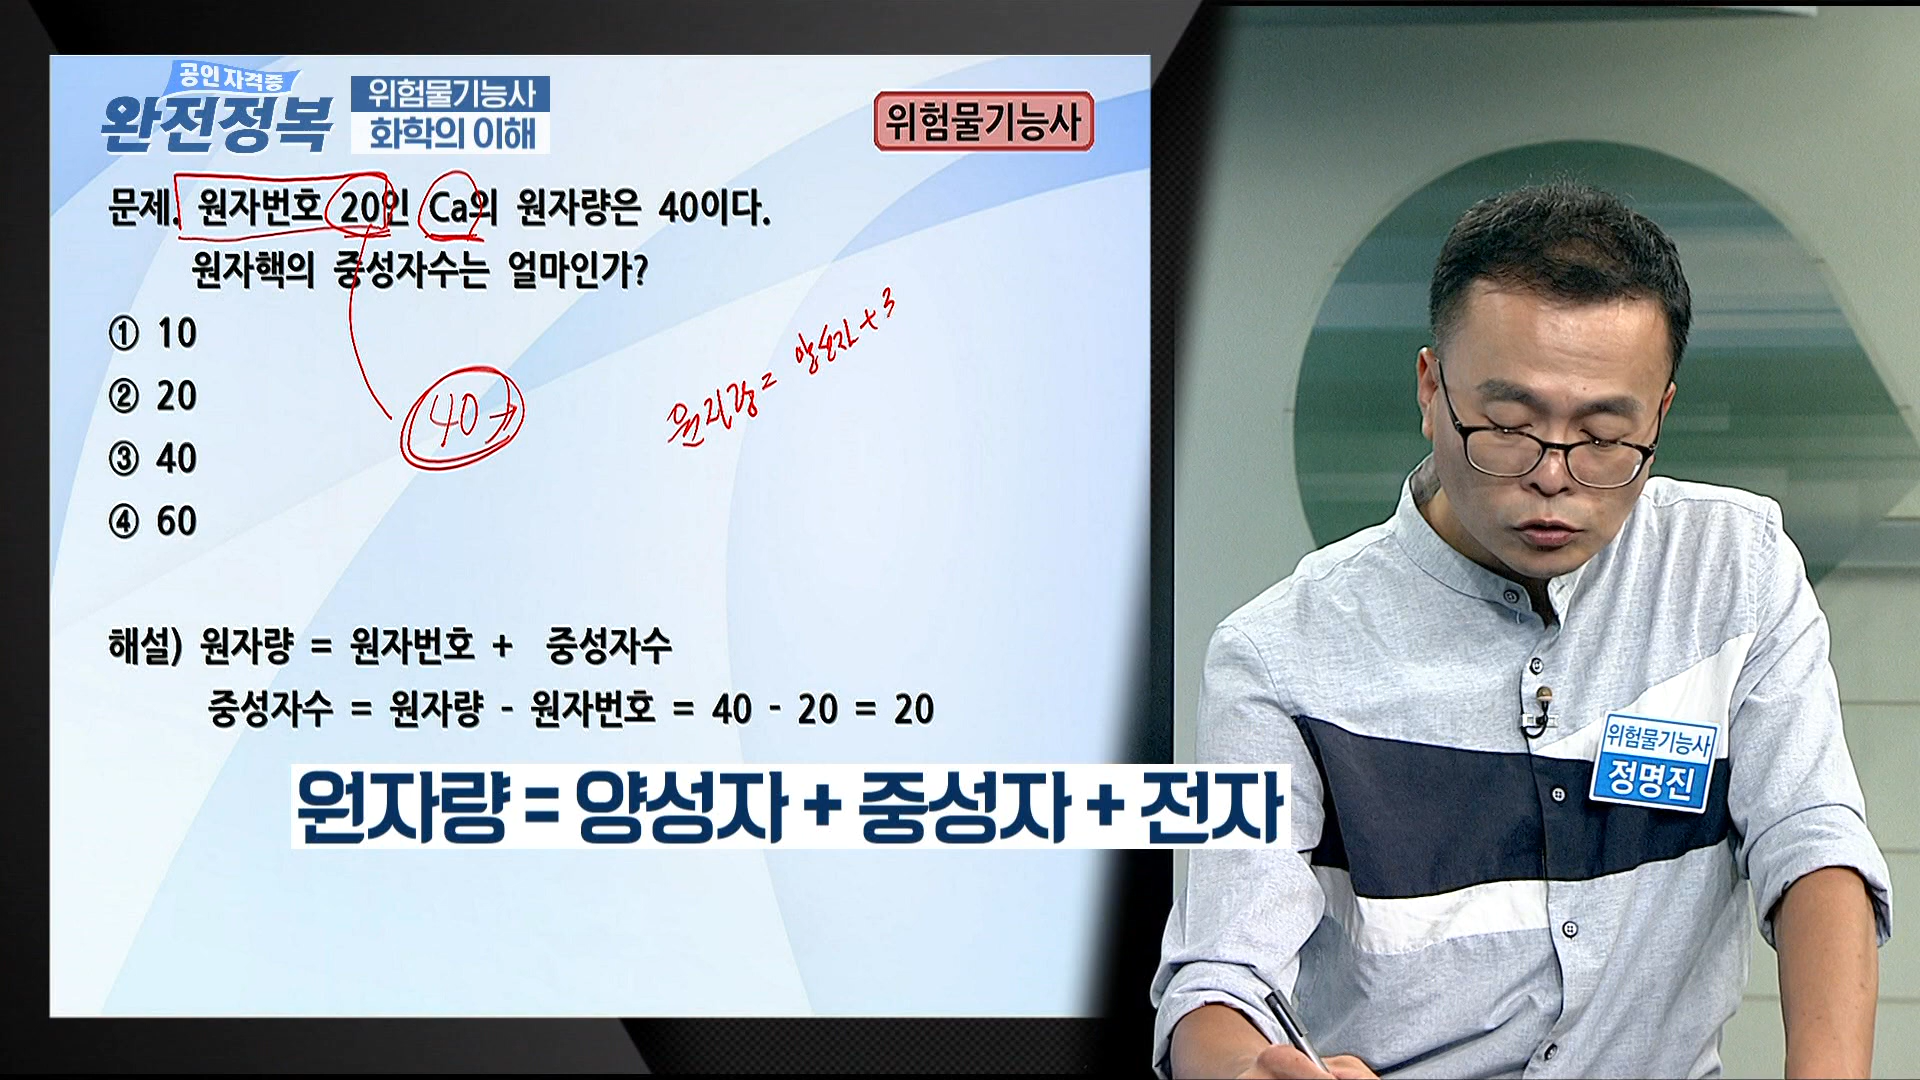 공인 자격증
완전정복
위험물기능사
화학의 이해
위험물기능사
문제. 원자번호 20인 Ca의 원자량은 40이다.
원자핵의 중성자수는 얼마인가?
① 10
② 20
③ 40
④ 60
40
원자량 = 양성자 +
해설) 원자량 = 원자번호 + 중성자수
중성자수 = 원자량 - 원자번호 = 40 - 20 = 20
원자량 = 양성자 + 중성자 + 전자
위험물기능사
정명진